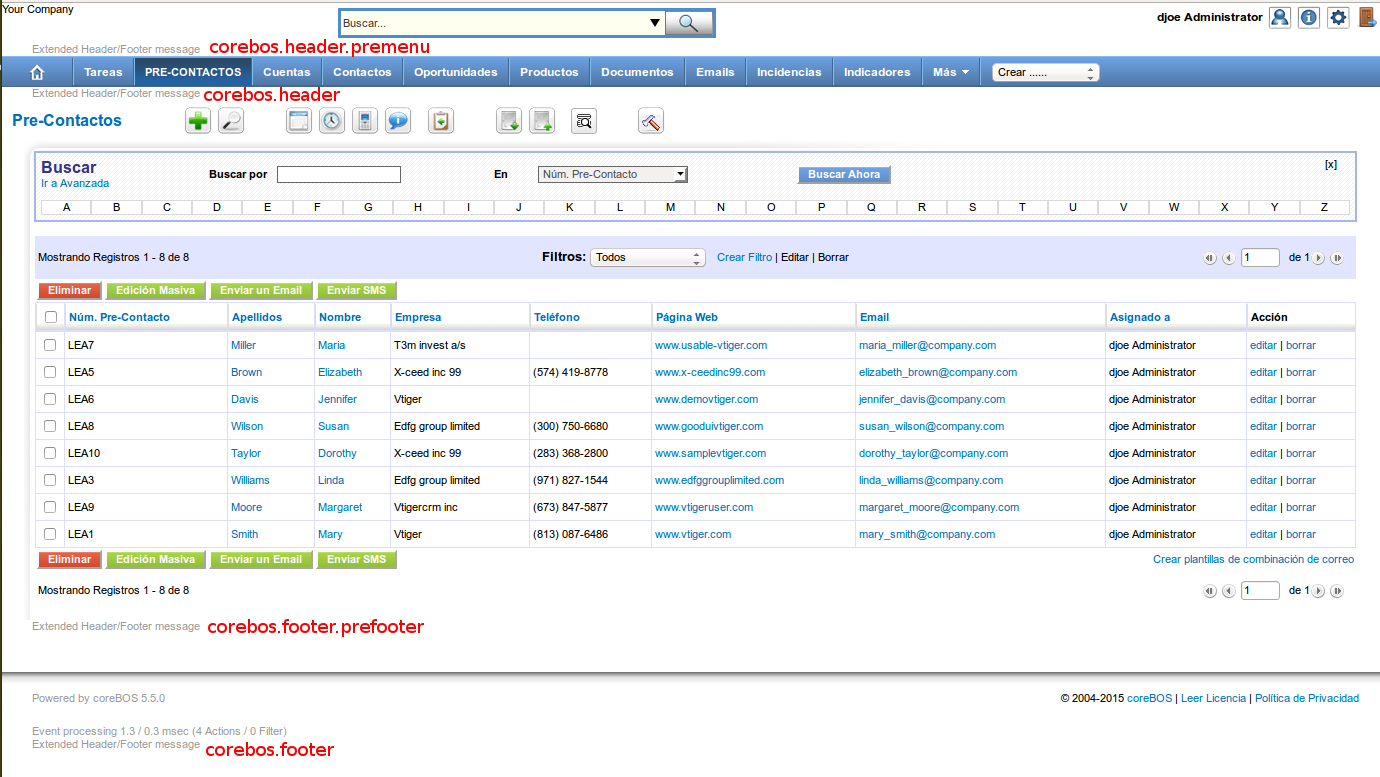 Your Company
Buscar...
djoe Administrator
Extended Header/Footer message corebos.header.premenu
Tareas PRE-CONTACTOS Cuentas Contactos Oportunidades Productos Documentos Emails Incidencias Indicadores Más Crear ......
Extended Header/Footer message corebos.header
Pre-Contactos
Buscar
Ir a Avanzada
Buscar por En Núm. Pre-Contacto Buscar Ahora [x]
A B C D E F G H I J K L M N O P Q R S T U V W X Y Z
Mostrando Registros 1 - 8 de 8 Filtros: Todos Crear Filtro | Editar | Borrar 1 de 1
Eliminar Edición Masiva Enviar un Email Enviar SMS
Núm. Pre-Contacto Apellidos Nombre Empresa Teléfono Página Web Email Asignado a Acción
LEA7 Miller Maria T3m invest a/s www.usable-vtiger.com maria_miller@company.com djoe Administrator editar | borrar
LEA5 Brown Elizabeth X-ceed inc 99 (574) 419-8778 www.x-ceedinc99.com elizabeth_brown@company.com djoe Administrator editar | borrar
LEA6 Davis Jennifer Vtiger www.demovtiger.com jennifer_davis@company.com djoe Administrator editar | borrar
LEA8 Wilson Susan Edfg group limited (300) 750-6680 www.gooduivtiger.com susan_wilson@company.com djoe Administrator editar | borrar
LEA10 Taylor Dorothy X-ceed inc 99 (283) 368-2800 www.samplevtiger.com dorothy_taylor@company.com djoe Administrator editar | borrar
LEA3 Williams Linda Edfg group limited (971) 827-1544 www.edfggrouplimited.com linda_williams@company.com djoe Administrator editar | borrar
LEA9 Moore Margaret Vtigercrm inc (673) 847-5877 www.vtigeruser.com margaret_moore@company.com djoe Administrator editar | borrar
LEA1 Smith Mary Vtiger (813) 087-6486 www.vtiger.com mary_smith@company.com djoe Administrator editar | borrar
Eliminar Edición Masiva Enviar un Email Enviar SMS Crear plantillas de combinación de correo
Mostrando Registros 1 - 8 de 8 1 de 1
Extended Header/Footer message corebos.footer.prefooter
Powered by coreBOS 5.5.0 © 2004-2015 coreBOS | Leer Licencia | Política de Privacidad
Event processing 1.3 / 0.3 msec (4 Actions / 0 Filter)
Extended Header/Footer message corebos.footer